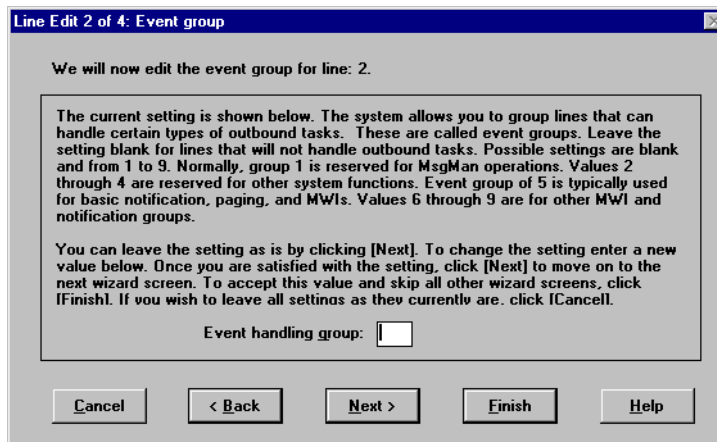 Line Edit 2 of 4: Event group
We will now edit the event group for line: 2.
The current setting is shown below. The system allows you to group lines that can
handle certain types of outbound tasks.  These are called event groups. Leave the
setting blank for lines that will not handle outbound tasks. Possible settings are blank
and from 1 to 9. Normally, group 1 is reserved for MsgMan operations. Values 2
through 4 are reserved for other system functions. Event group of 5 is typically used
for basic notification, paging, and MWIs. Values 6 through 9 are for other MWI and
notification groups.
You can leave the setting as is by clicking [Next]. To change the setting enter a new
value below. Once you are satisfied with the setting, click [Next] to move on to the
next wizard screen. To accept this value and skip all other wizard screens, click
[Finish]. If you wish to leave all settings as they currently are, click [Cancel].
Event handling group:
Cancel
< Back
Next >
Finish
Help